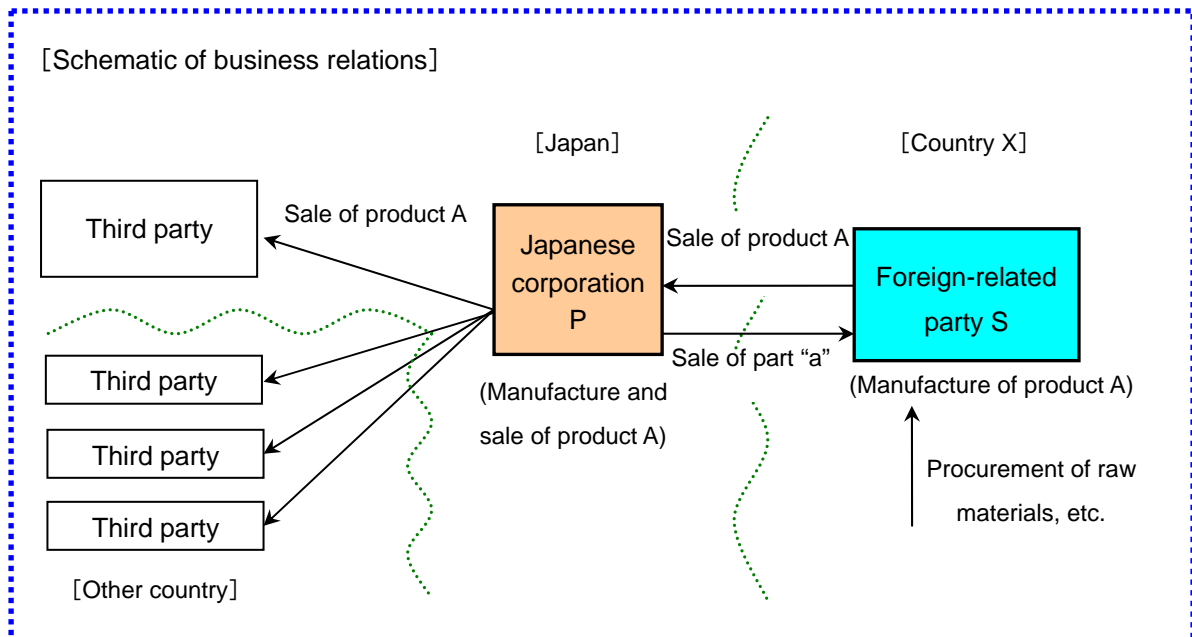 [Schematic of business relations]
[Japan]
[Country X]
Third party
Sale of product A
Japanese
corporation
P
Sale of product A
Foreign-related
party S
Sale of part “a”
(Manufacture and
sale of product A)
(Manufacture of product A)
Third party
Third party
Third party
Procurement of raw
materials, etc.
[Other country]